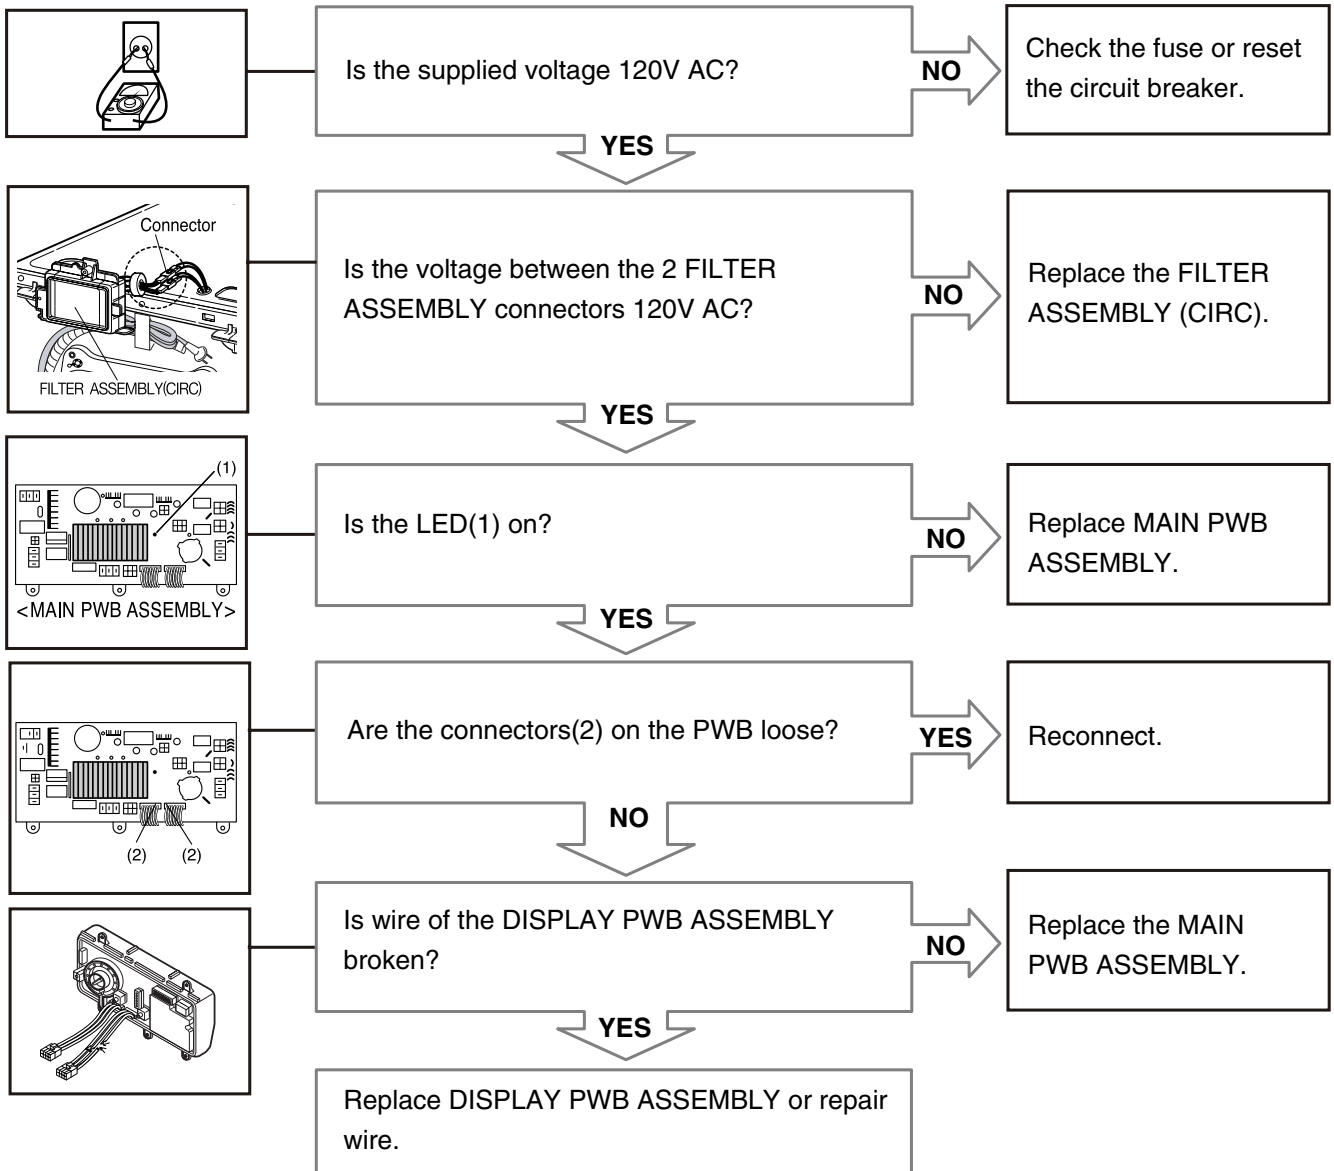 Is the supplied voltage 120V AC?
NO
Check the fuse or reset
the circuit breaker.
YES
Connector
FILTER ASSEMBLY(CIRC)
Is the voltage between the 2 FILTER
ASSEMBLY connectors 120V AC?
NO
Replace the FILTER
ASSEMBLY (CIRC).
YES
(1)
<MAIN PWB ASSEMBLY>
Is the LED(1) on?
NO
Replace MAIN PWB
ASSEMBLY.
YES
(2) (2)
Are the connectors(2) on the PWB loose?
YES
Reconnect.
NO
Is wire of the DISPLAY PWB ASSEMBLY
broken?
NO
Replace the MAIN
PWB ASSEMBLY.
YES
Replace DISPLAY PWB ASSEMBLY or repair
wire.